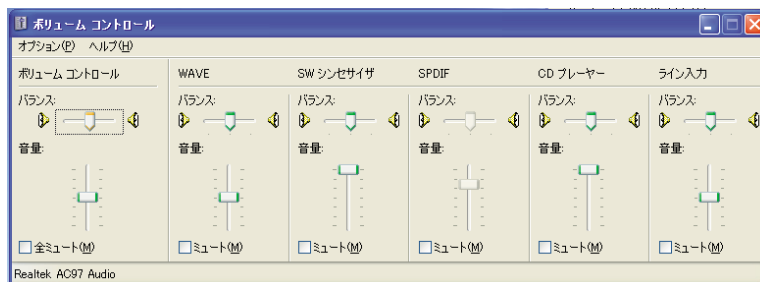 ボリューム コントロール
オプション(P) ヘルプ(H)
ボリューム コントロール WAVE SW シンセサイザ SPDIF CD プレーヤー ライン入力
バランス: バランス: バランス: バランス: バランス: バランス:
音量: 音量: 音量: 音量: 音量: 音量:
全ミュート(M) ミュート(M) ミュート(M) ミュート(M) ミュート(M) ミュート(M)
Realtek AC97 Audio